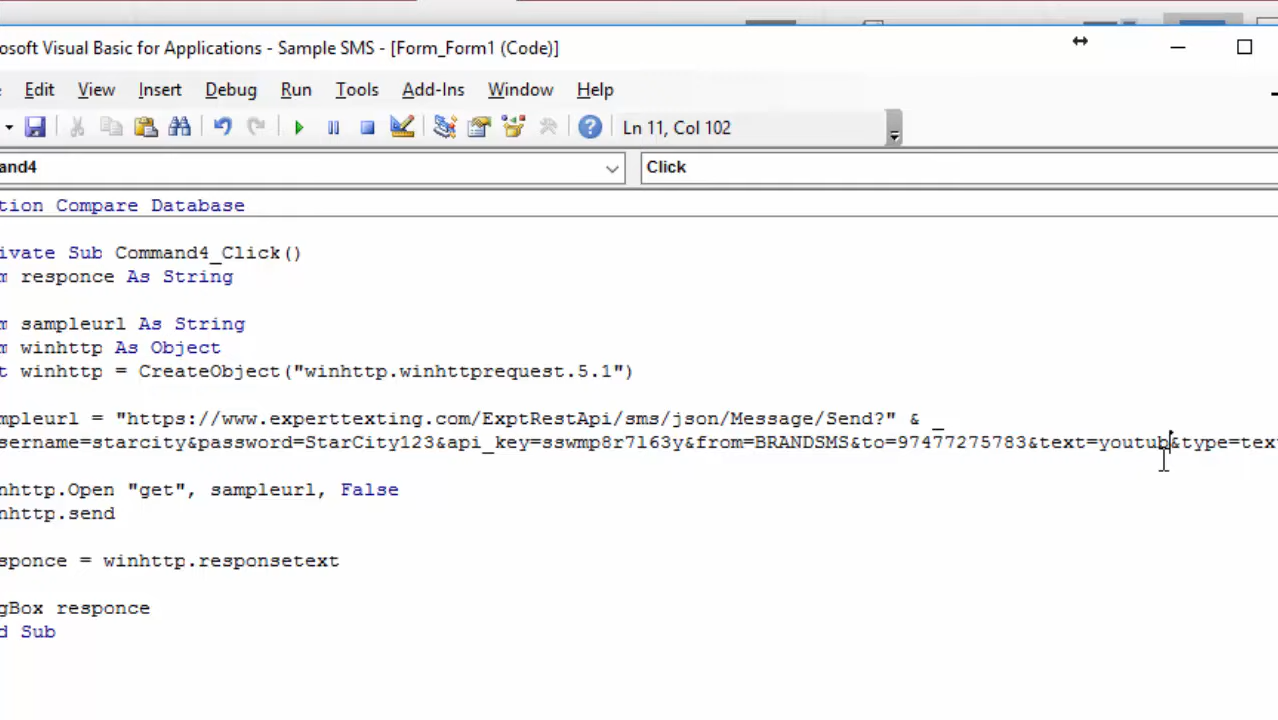 osoft Visual Basic for Applications - Sample SMS - [Form_Form1 (Code)]
Edit View Insert Debug Run Tools Add-Ins Window Help
Ln 11, Col 102
and4 Click
tion Compare Database
ivate Sub Command4_Click()
m responce As String
m sampleurl As String
m winhttp As Object
t winhttp = CreateObject("winhttp.winhttprequest.5.1")
mpleurl = "https://www.experttexting.com/ExptRestApi/sms/json/Message/Send?" & _
sername=starcity&password=StarCity123&api_key=sswmp8r7l63y&from=BRANDSMS&to=97477275783&text=youtub&type=tex
nhttp.Open "get", sampleurl, False
nhttp.send
sponce = winhttp.responsetext
gBox responce
d Sub